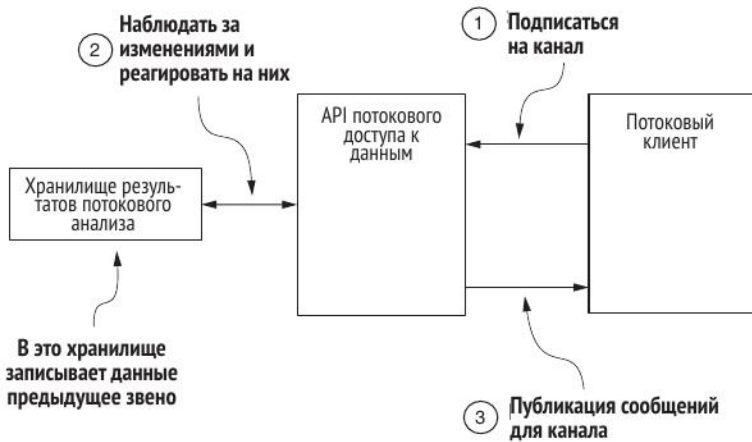 2
Наблюдать за
изменениями и
реагировать на них
1
Подписаться
на канал
API потокового
доступа к
данным
Потоковый
клиент
Хранилище резуль-
татов потокового
анализа
В это хранилище
записывает данные
предыдущее звено
3
Публикация сообщений
для канала